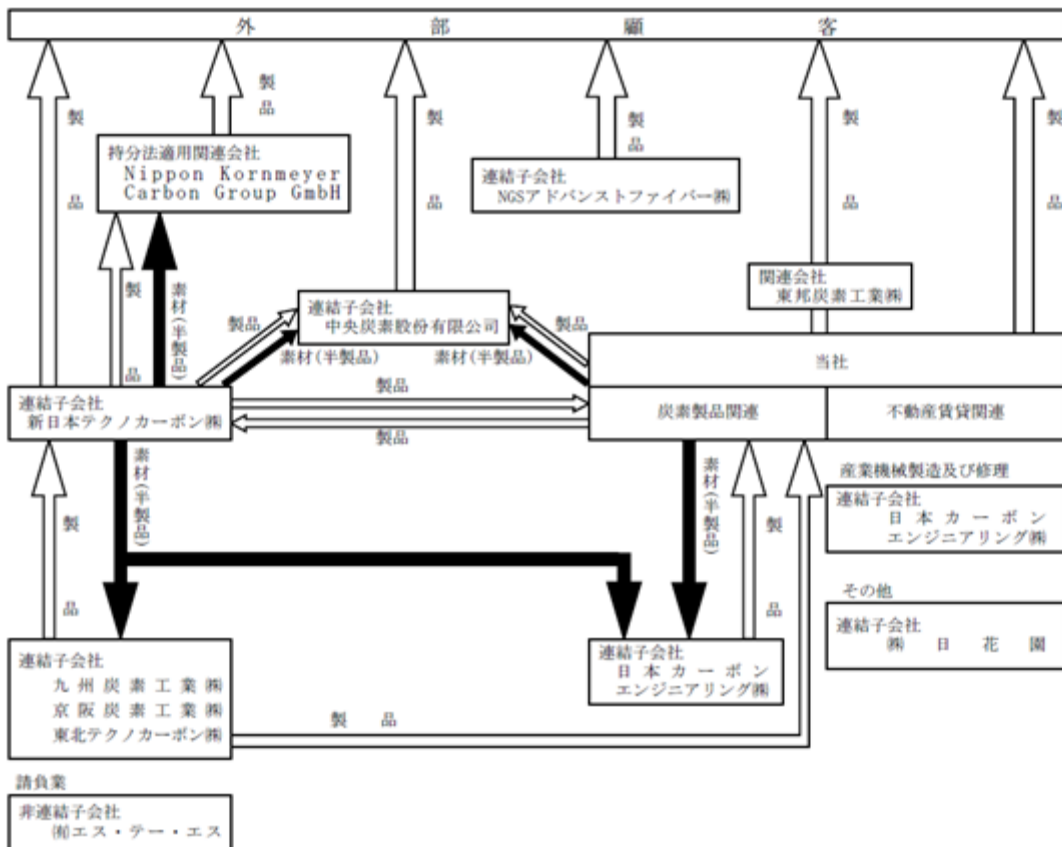 外部顧客
製品
製品
製品
製品
製品
製品
持分法適用関連会社
Nippon Kornmeyer
Carbon Group GmbH
連結子会社
NGSアドバンストファイバー㈱
関連会社
東邦炭素工業㈱
製品
素材(半製品)
連結子会社
中央炭素股份有限公司
製品
製品
素材(半製品)
素材(半製品)
当社
連結子会社
新日本テクノカーボン㈱
製品
製品
炭素製品関連
不動産賃貸関連
製品
素材(半製品)
素材(半製品)
製品
産業機械製造及び修理
連結子会社
日本カーボン
エンジニアリング㈱
その他
連結子会社
㈱日花園
連結子会社
九州炭素工業㈱
京阪炭素工業㈱
東北テクノカーボン㈱
連結子会社
日本カーボン
エンジニアリング㈱
製品
請負業
非連結子会社
㈲エス・テー・エス